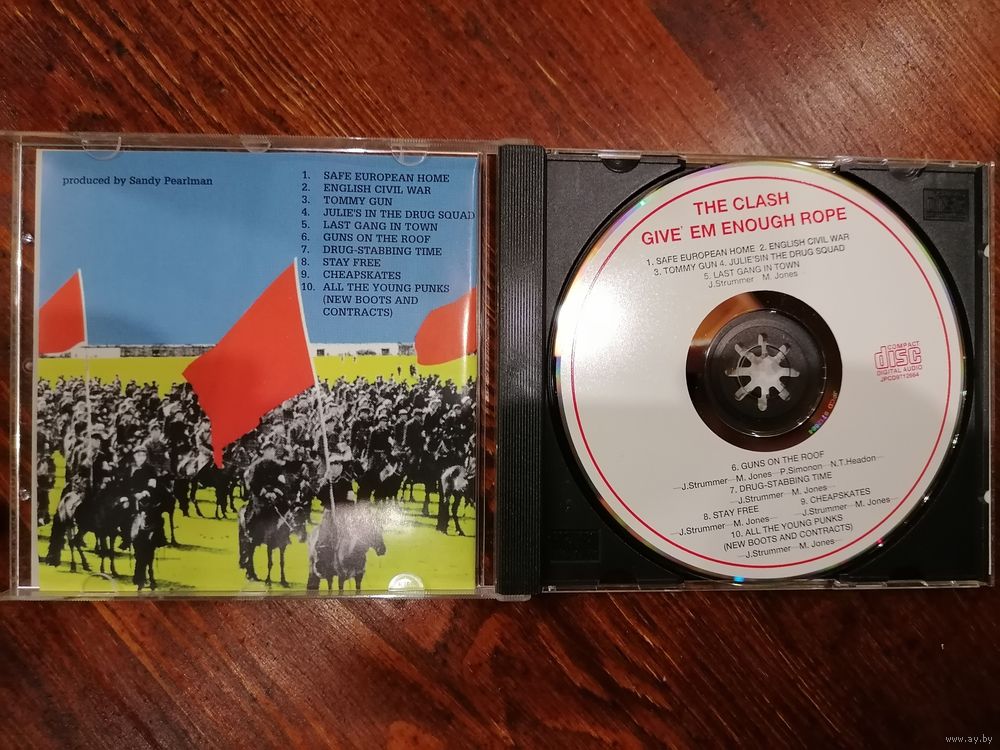 produced by Sandy Pearlman
1. SAFE EUROPEAN HOME
2. ENGLISH CIVIL WAR
3. TOMMY GUN
4. JULIE'S IN THE DRUG SQUAD
5. LAST GANG IN TOWN
6. GUNS ON THE ROOF
7. DRUG-STABBING TIME
8. STAY FREE
9. CHEAPSKATES
10. ALL THE YOUNG PUNKS
(NEW BOOTS AND
CONTRACTS)
THE CLASH
GIVE' EM ENOUGH ROPE
1. SAFE EUROPEAN HOME 2. ENGLISH CIVIL WAR
3. TOMMY GUN 4. JULIE'SIN THE DRUG SQUAD
5. LAST GANG IN TOWN
J.Strummer M. Jones
COMPACT
disc
DIGITAL AUDIO
JPCD9712664
6. GUNS ON THE ROOF
—J.Strummer—M. Jones—P.Simonon—N.T.Headon—
7. DRUG-STABBING TIME
—J.Strummer—M. Jones—
8. STAY FREE 9. CHEAPSKATES
—J.Strummer—M. Jones— —J.Strummer—M. Jones—
10. ALL THE YOUNG PUNKS
(NEW BOOTS AND CONTRACTS)
—J.Strummer—M. Jones—
www.ay.by